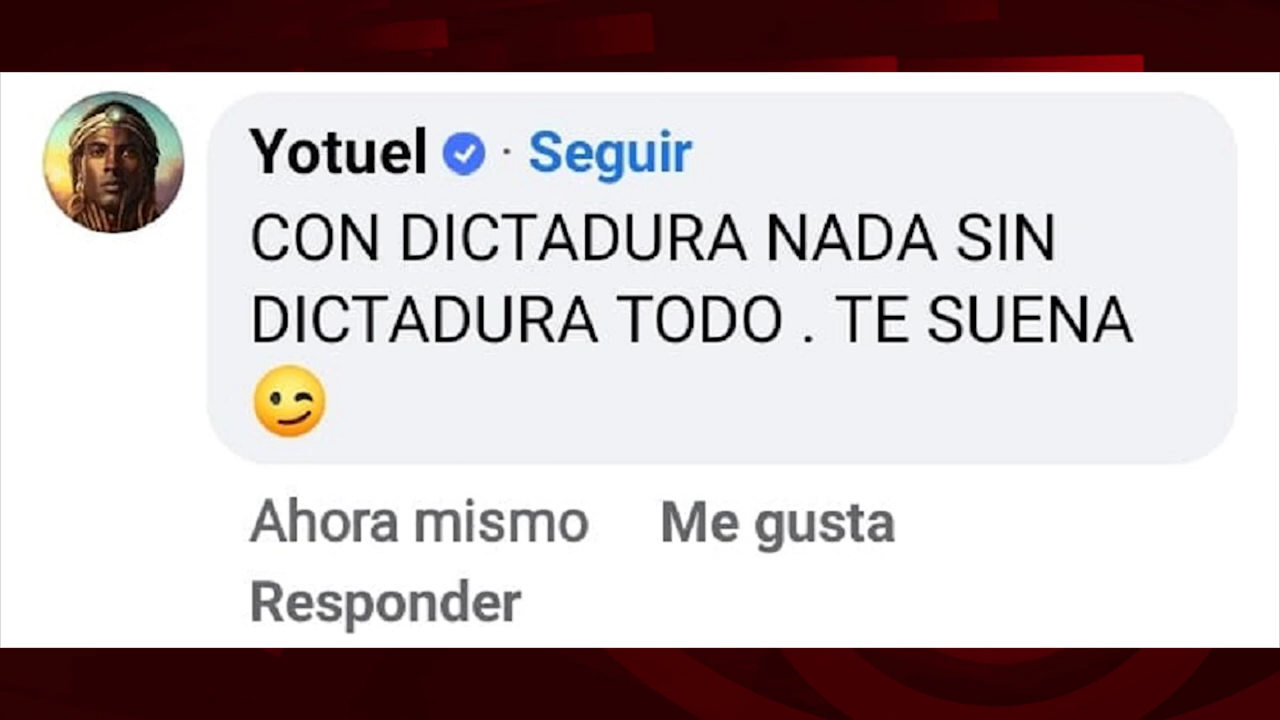 Yotuel · Seguir
CON DICTADURA NADA SIN
DICTADURA TODO . TE SUENA
😉
Ahora mismo Me gusta
Responder